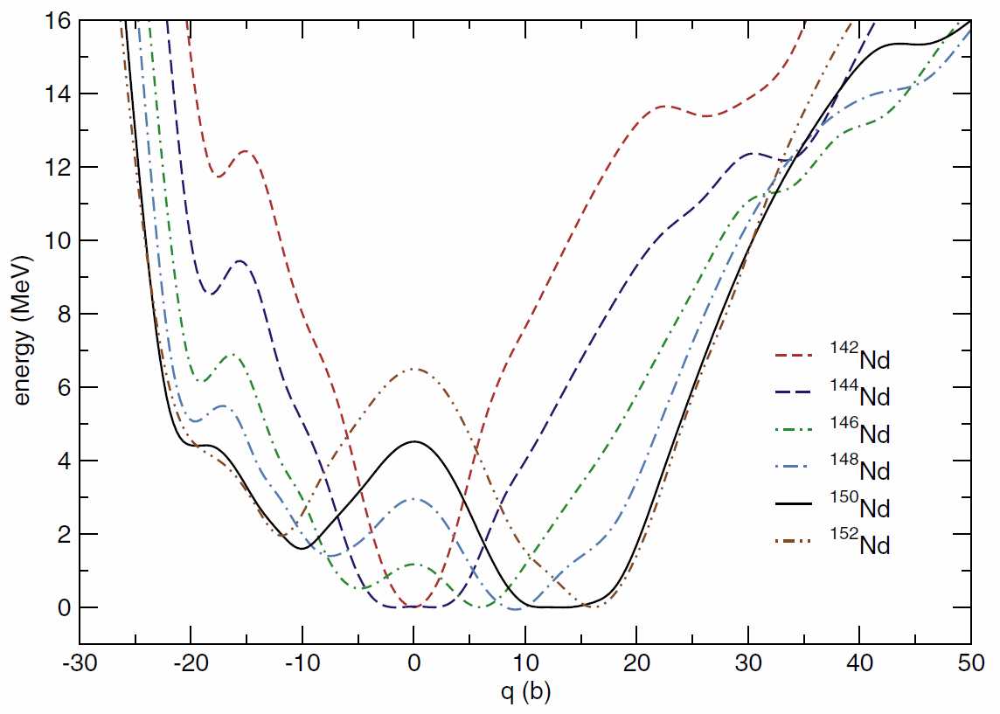 16
14
12
10
8
6
4
2
0
energy (MeV)
¹⁴²Nd
¹⁴⁴Nd
¹⁴⁶Nd
¹⁴⁸Nd
¹⁵⁰Nd
¹⁵²Nd
-30 -20 -10 0 10 20 30 40 50
q (b)